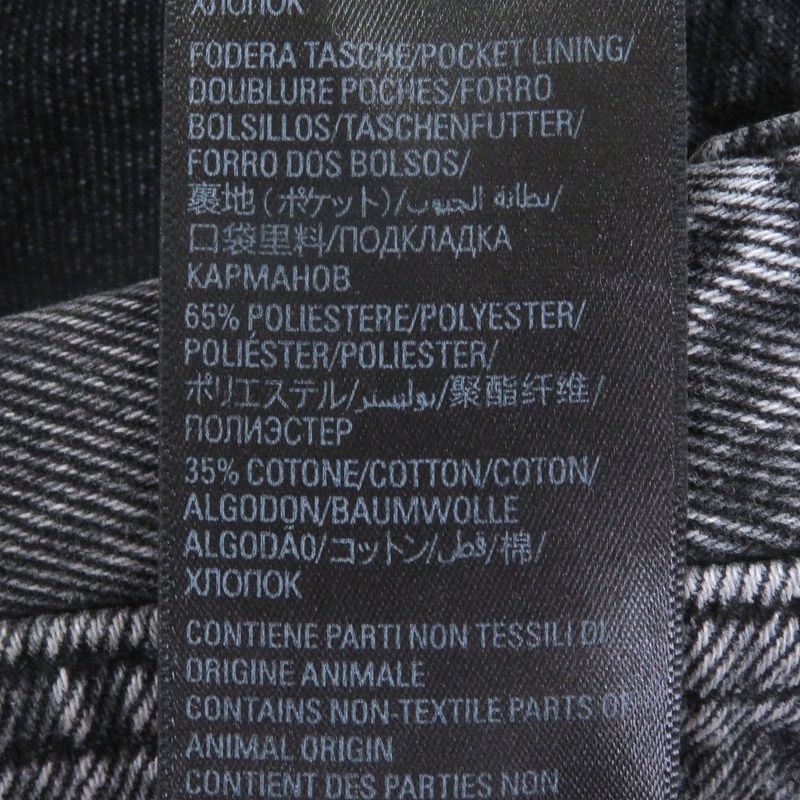 ХЛОПОК
FODERA TASCHE/POCKET LINING/
DOUBLURE POCHES/FORRO
BOLSILLOS/TASCHENFUTTER/
FORRO DOS BOLSOS/
裏地(ポケット)/بطانة الجيوب/
口袋里料/ПОДКЛАДКА
КАРМАНОВ
65% POLIESTERE/POLYESTER/
POLIÉSTER/POLIESTER/
ポリエステル/بوليستر/聚酯纤维/
ПОЛИЭСТЕР
35% COTONE/COTTON/COTON/
ALGODON/BAUMWOLLE
ALGODÃO/コットン/قطن/棉/
ХЛОПОК
CONTIENE PARTI NON TESSILI DI
ORIGINE ANIMALE
CONTAINS NON-TEXTILE PARTS OF
ANIMAL ORIGIN
CONTIENT DES PARTIES NON